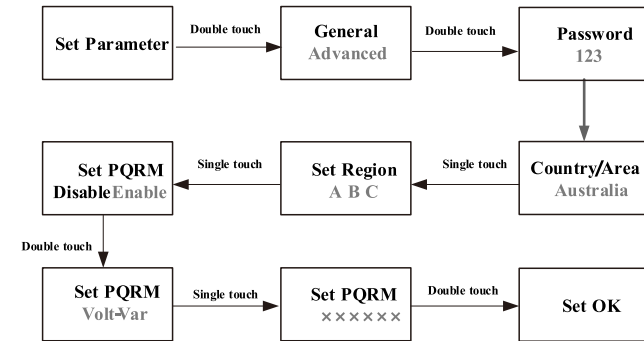 Set Parameter
Double touch
General
Advanced
Double touch
Password
123
Country/Area
Australia
Single touch
Set Region
A B C
Single touch
Set PQRM
Disable Enable
Double touch
Set PQRM
Volt-Var
Single touch
Set PQRM
××××××
Double touch
Set OK